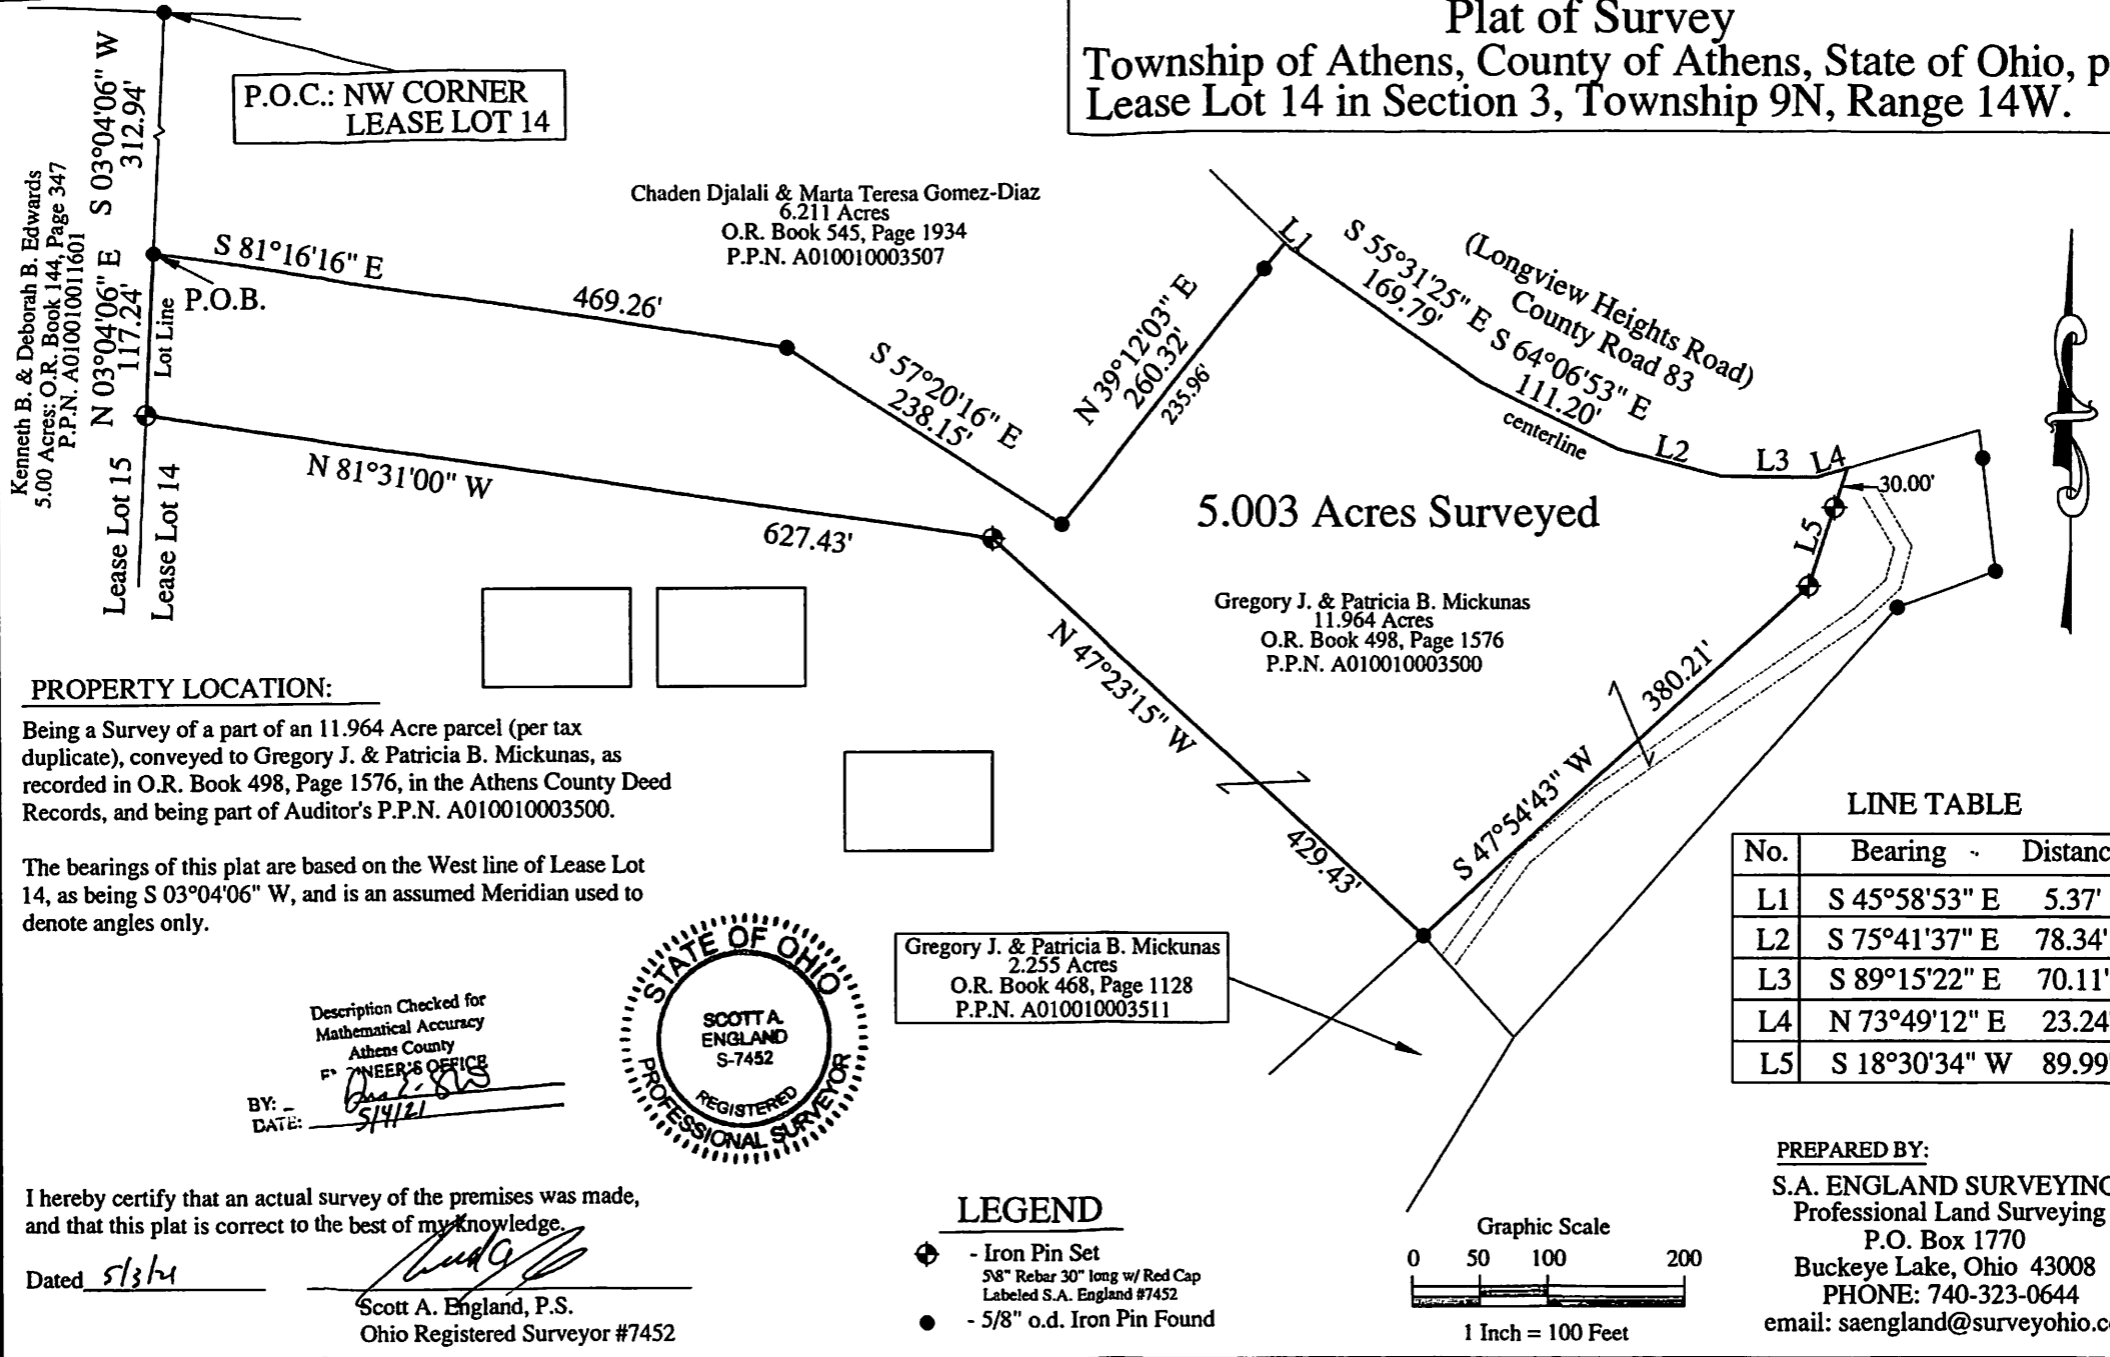 Plat of Survey
Township of Athens, County of Athens, State of Ohio, p
Lease Lot 14 in Section 3, Township 9N, Range 14W.
P.O.C.: NW CORNER
LEASE LOT 14
S 03°04'06" W
312.94'
Kenneth B. & Deborah B. Edwards
5.00 Acres: O.R. Book 144, Page 347
P.P.N. A010010011601
N 03°04'06" E
117.24'
Lot Line
P.O.B.
Lease Lot 15
Lease Lot 14
S 81°16'16" E
469.26'
Chaden Djalali & Marta Teresa Gomez-Diaz
6.211 Acres
O.R. Book 545, Page 1934
P.P.N. A010010003507
S 57°20'16" E
238.15'
N 39°12'03" E
260.32'
235.96'
L1
S 55°31'25" E
169.79'
(Longview Heights Road)
County Road 83
S 64°06'53" E
111.20'
centerline
L2
L3
L4
30.00'
L5
N 81°31'00" W
627.43'
5.003 Acres Surveyed
Gregory J. & Patricia B. Mickunas
11.964 Acres
O.R. Book 498, Page 1576
P.P.N. A010010003500
N 47°23'15" W
429.43'
S 47°54'43" W
380.21'
PROPERTY LOCATION:
Being a Survey of a part of an 11.964 Acre parcel (per tax
duplicate), conveyed to Gregory J. & Patricia B. Mickunas, as
recorded in O.R. Book 498, Page 1576, in the Athens County Deed
Records, and being part of Auditor's P.P.N. A010010003500.
The bearings of this plat are based on the West line of Lease Lot
14, as being S 03°04'06" W, and is an assumed Meridian used to
denote angles only.
Gregory J. & Patricia B. Mickunas
2.255 Acres
O.R. Book 468, Page 1128
P.P.N. A010010003511
LINE TABLE
No. Bearing Distanc
L1 S 45°58'53" E 5.37'
L2 S 75°41'37" E 78.34'
L3 S 89°15'22" E 70.11'
L4 N 73°49'12" E 23.24'
L5 S 18°30'34" W 89.99'
Description Checked for
Mathematical Accuracy
Athens County
NEER'S OFFICE
BY:
DATE: 5/4/21
STATE OF OHIO
SCOTT A.
ENGLAND
S-7452
REGISTERED
PROFESSIONAL SURVEYOR
I hereby certify that an actual survey of the premises was made,
and that this plat is correct to the best of my knowledge.
Dated 5/3/21
Scott A. England, P.S.
Ohio Registered Surveyor #7452
LEGEND
- Iron Pin Set
5/8" Rebar 30" long w/ Red Cap
Labeled S.A. England #7452
- 5/8" o.d. Iron Pin Found
Graphic Scale
0 50 100 200
1 Inch = 100 Feet
PREPARED BY:
S.A. ENGLAND SURVEYING
Professional Land Surveying
P.O. Box 1770
Buckeye Lake, Ohio 43008
PHONE: 740-323-0644
email: saengland@surveyohio.c